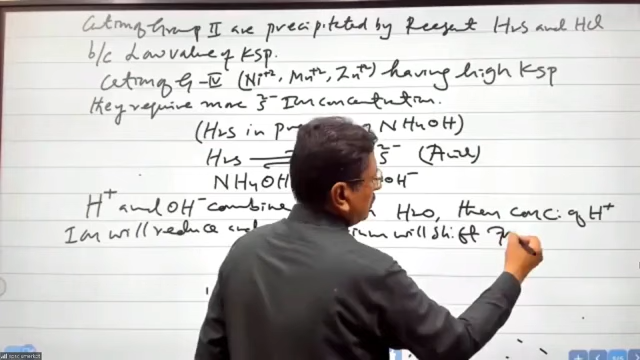 Cation of Group II are precipitated by Reagent H2S and HCl
b/c Low value of KSP.
Cation of G-IV (Ni+2, Mn+2, Zn+2) having high KSP
they require more S²⁻ Ion concentration.
(H2S in NH4OH)
H2S S²⁻ (Acid)
NH4OH OH⁻
H⁺ and OH⁻ combine H2O, then conc. of H⁺
Ion will reduce and will shift